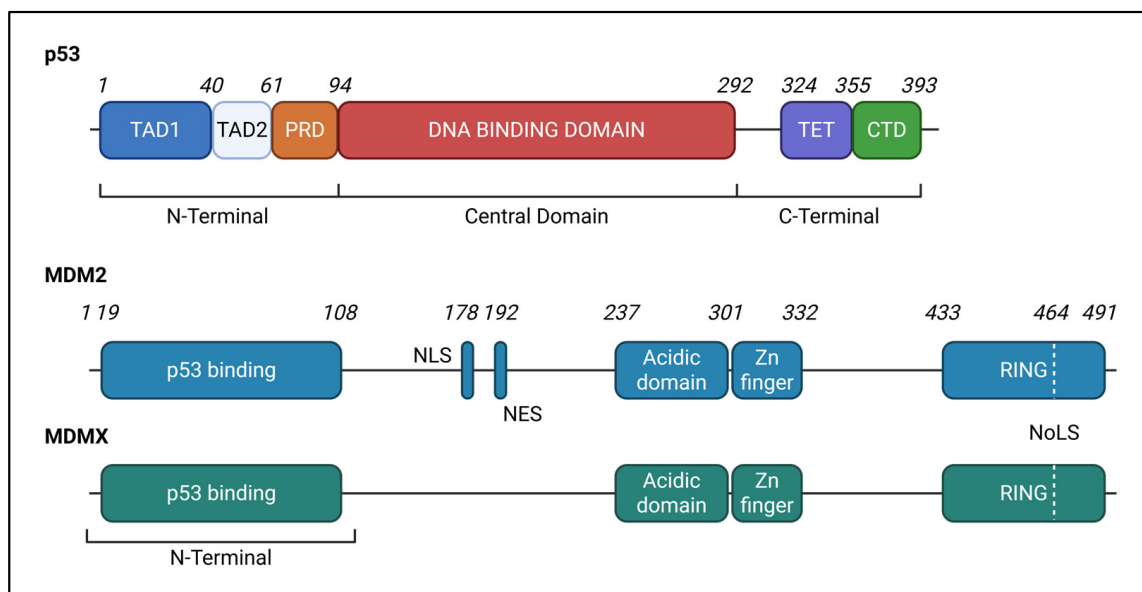 p53
1 40 61 94 292 324 355 393
TAD1 TAD2 PRD DNA BINDING DOMAIN TET CTD
N-Terminal Central Domain C-Terminal
MDM2
1 19 108 178 192 237 301 332 433 464 491
NLS
p53 binding Acidic domain Zn finger RING
NES
NoLS
MDMX
p53 binding Acidic domain Zn finger RING
N-Terminal